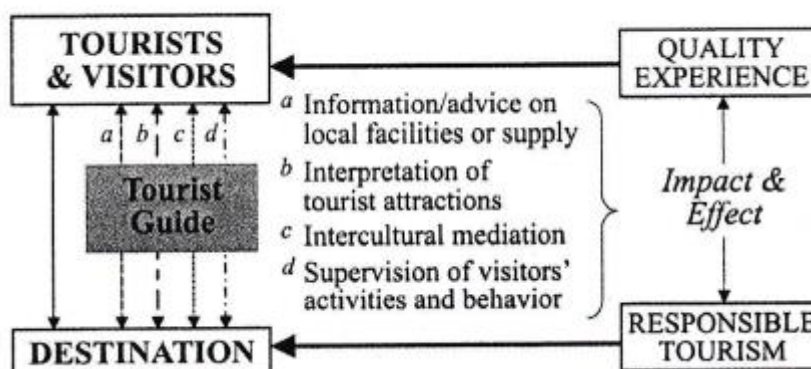 TOURISTS
& VISITORS
QUALITY
EXPERIENCE
a b c d
Tourist
Guide
a Information/advice on
local facilities or supply
b Interpretation of
tourist attractions
c Intercultural mediation
d Supervision of visitors'
activities and behavior
Impact &
Effect
DESTINATION
RESPONSIBLE
TOURISM